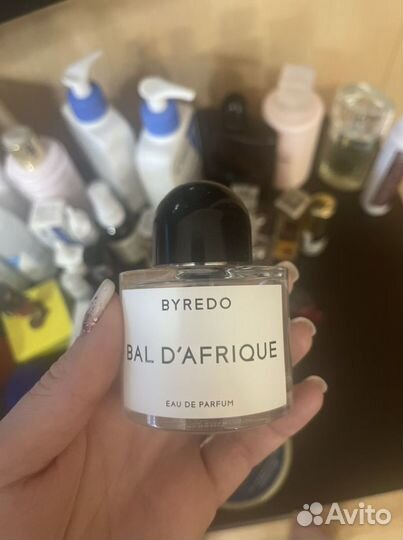 BYREDO
BAL D'AFRIQUE
EAU DE PARFUM
Avito